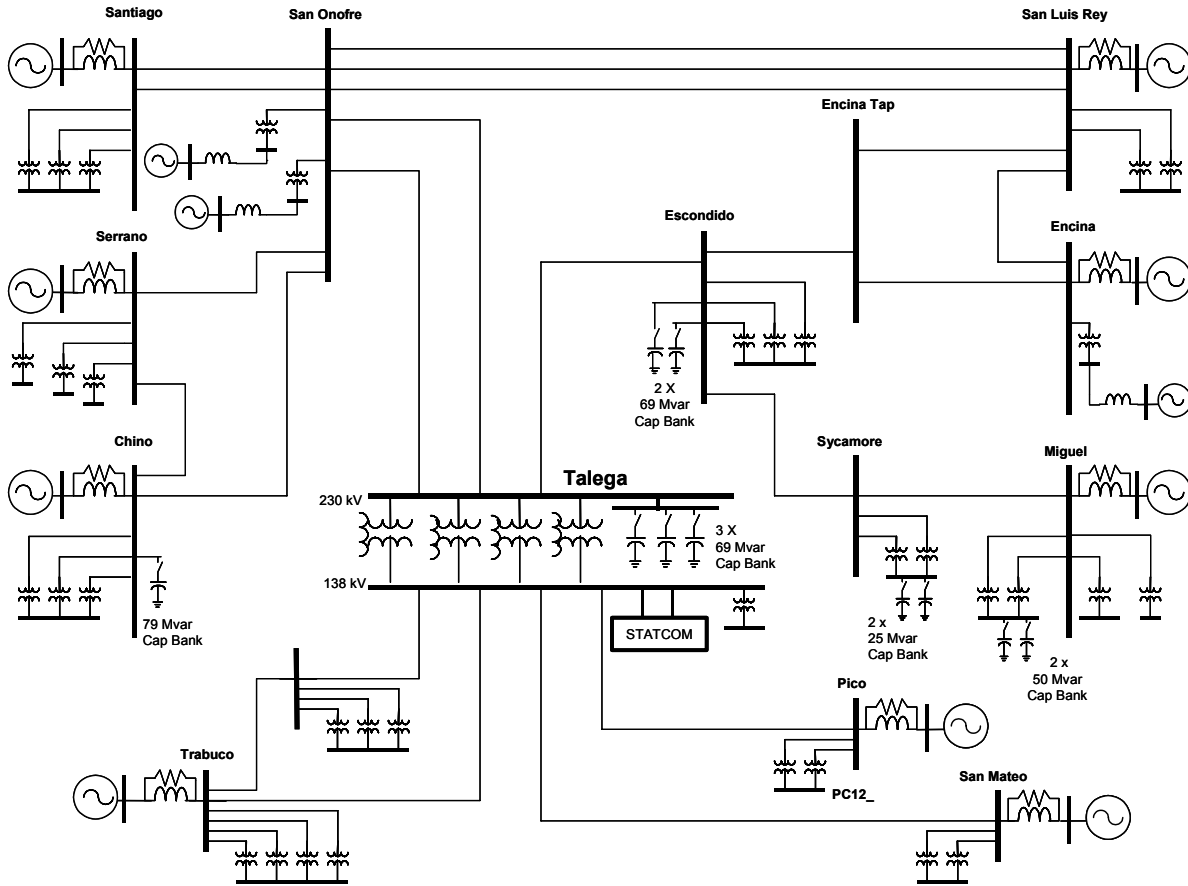 Santiago
San Onofre
San Luis Rey
Encina Tap
Escondido
Encina
Serrano
2 X
69 Mvar
Cap Bank
Chino
Sycamore
Miguel
Talega
230 kV
3 X
69 Mvar
Cap Bank
138 kV
79 Mvar
Cap Bank
STATCOM
2 x
25 Mvar
Cap Bank
2 x
50 Mvar
Cap Bank
Pico
Trabuco
PC12_
San Mateo